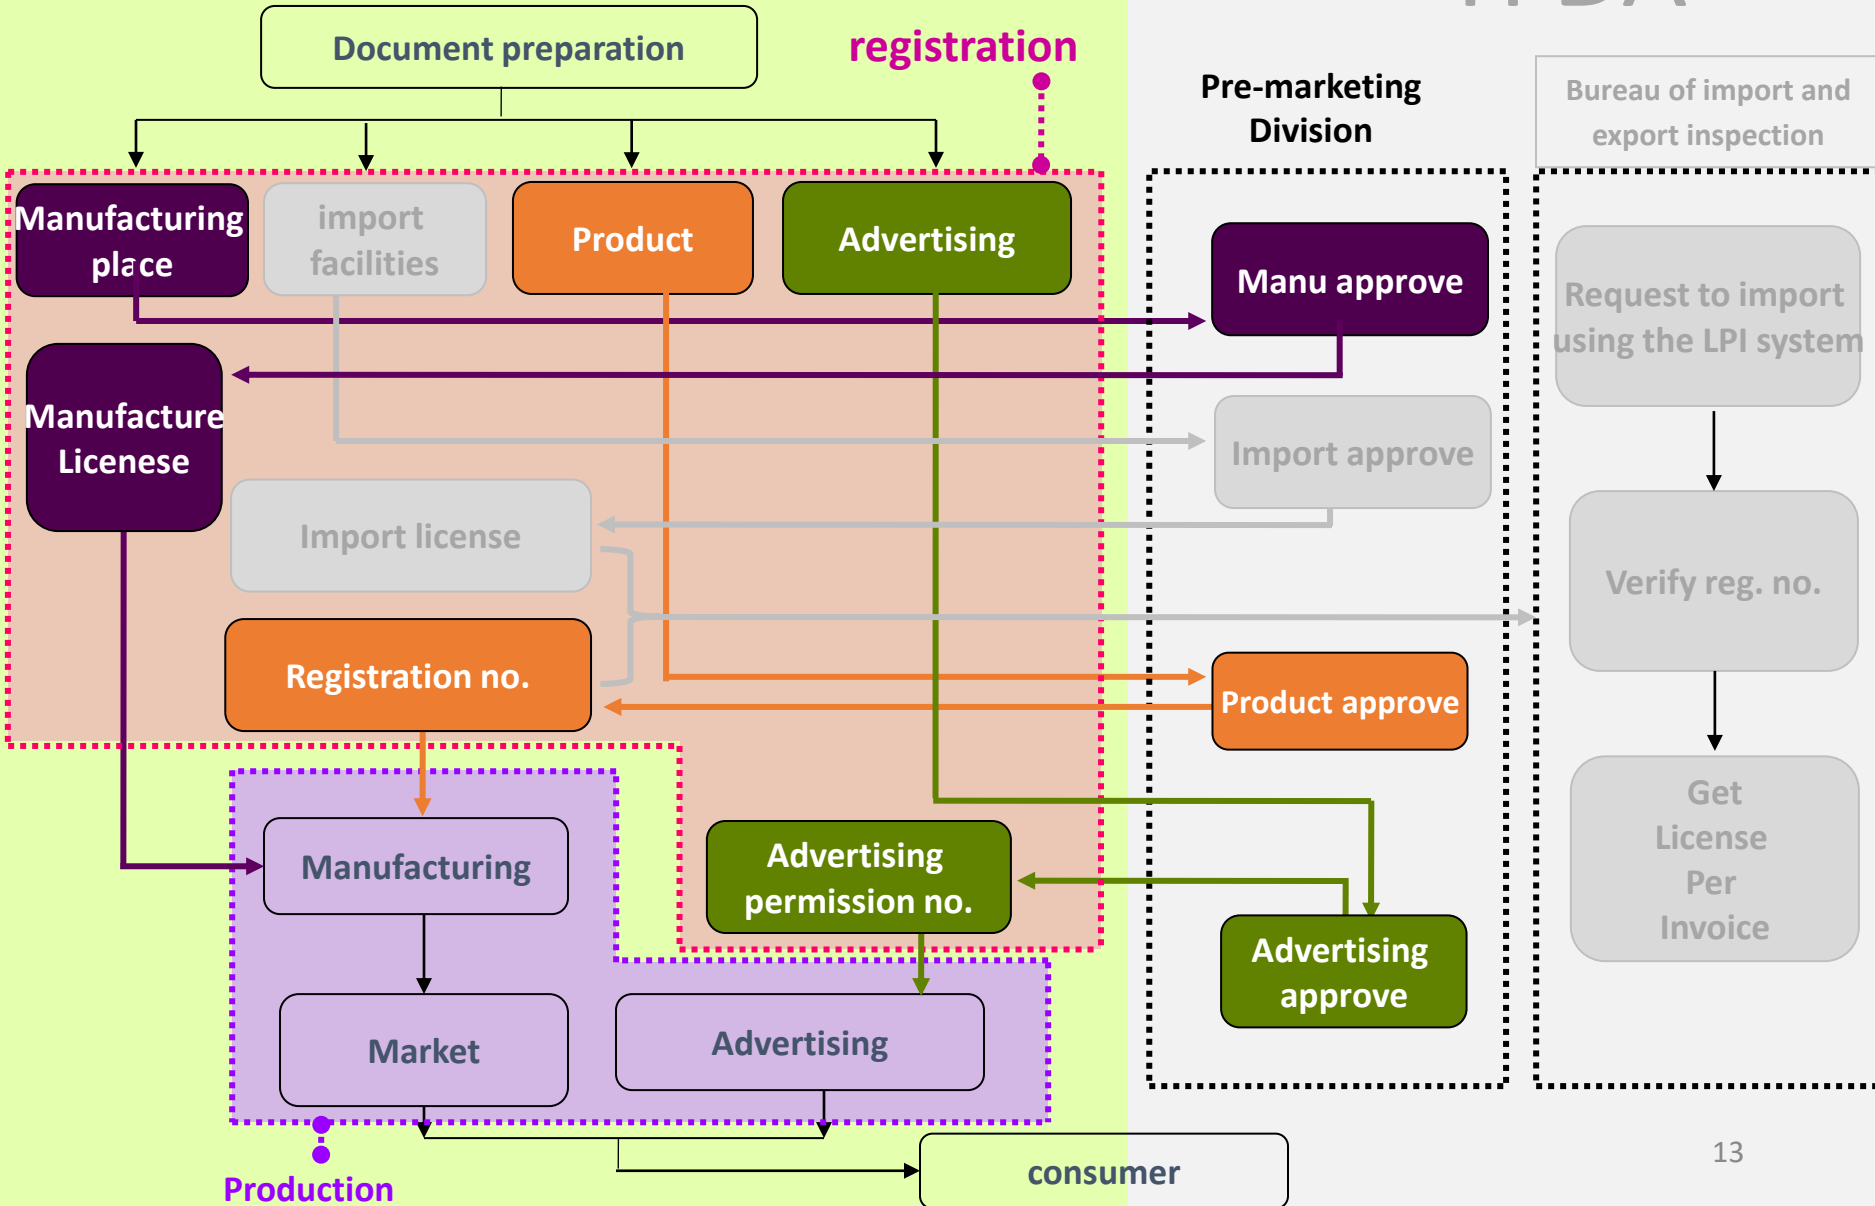 Document preparation
registration
Pre-marketing
Division
Bureau of import and
export inspection
Manufacturing
place
import
facilities
Product
Advertising
Manu approve
Request to import
using the LPI system
Manufacture
Licenese
Import approve
Import license
Verify reg. no.
Registration no.
Product approve
Get
License
Per
Invoice
Manufacturing
Advertising
permission no.
Advertising
approve
Market
Advertising
consumer
Production
13